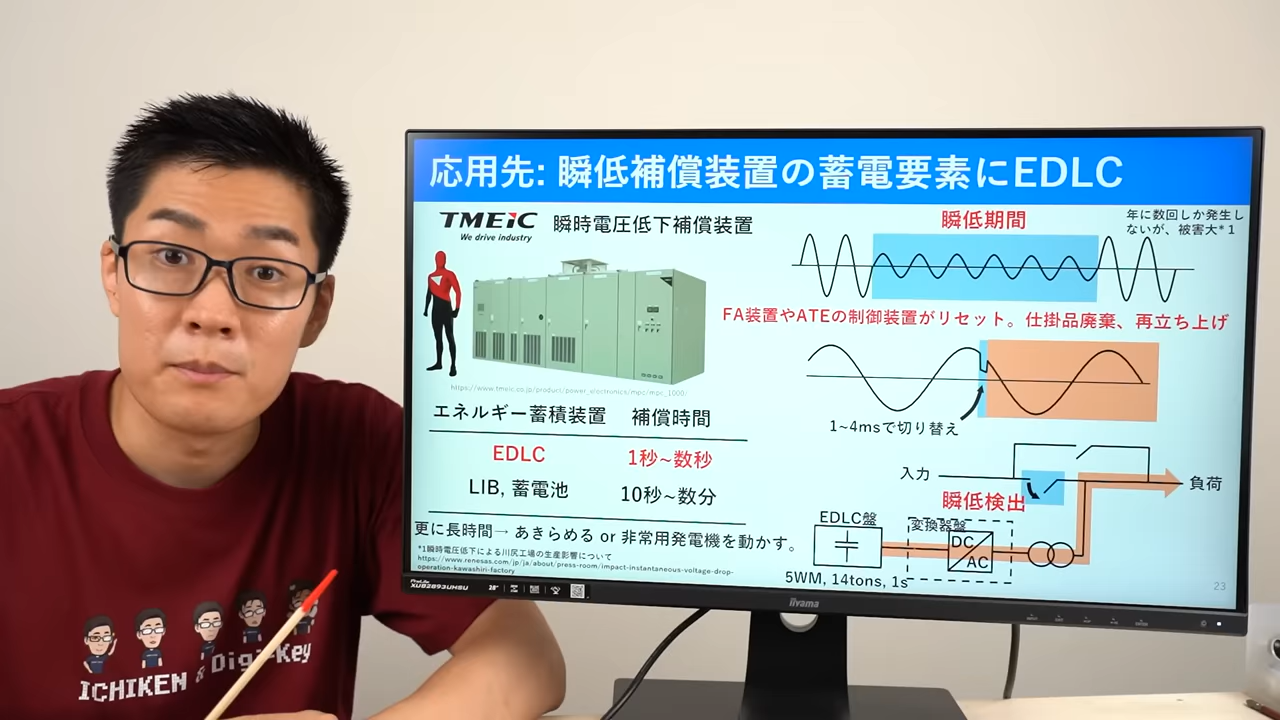 応用先: 瞬低補償装置の蓄電要素にEDLC
TMEiC
We drive industry
瞬時電圧低下補償装置
https://www.tmeic.co.jp/product/power_electronics/mpc/mpc_1000/
エネルギー蓄積装置 補償時間
EDLC 1秒~数秒
LIB, 蓄電池 10秒~数分
更に長時間→ あきらめる or 非常用発電機を動かす。
*1瞬時電圧低下による川尻工場の生産影響について
https://www.renesas.com/jp/ja/about/press-room/impact-instantaneous-voltage-drop-
operation-kawashiri-factory
瞬低期間
年に数回しか発生し
ないが、被害大*1
FA装置やATEの制御装置がリセット。仕掛品廃棄、再立ち上げ
1~4msで切り替え
入力
負荷
瞬低検出
EDLC盤
変換器盤
DC
AC
5WM, 14tons, 1s
23
ProLite
XUB2893UHSU
28"
iiyama
ICHIKEN & Digi-Key